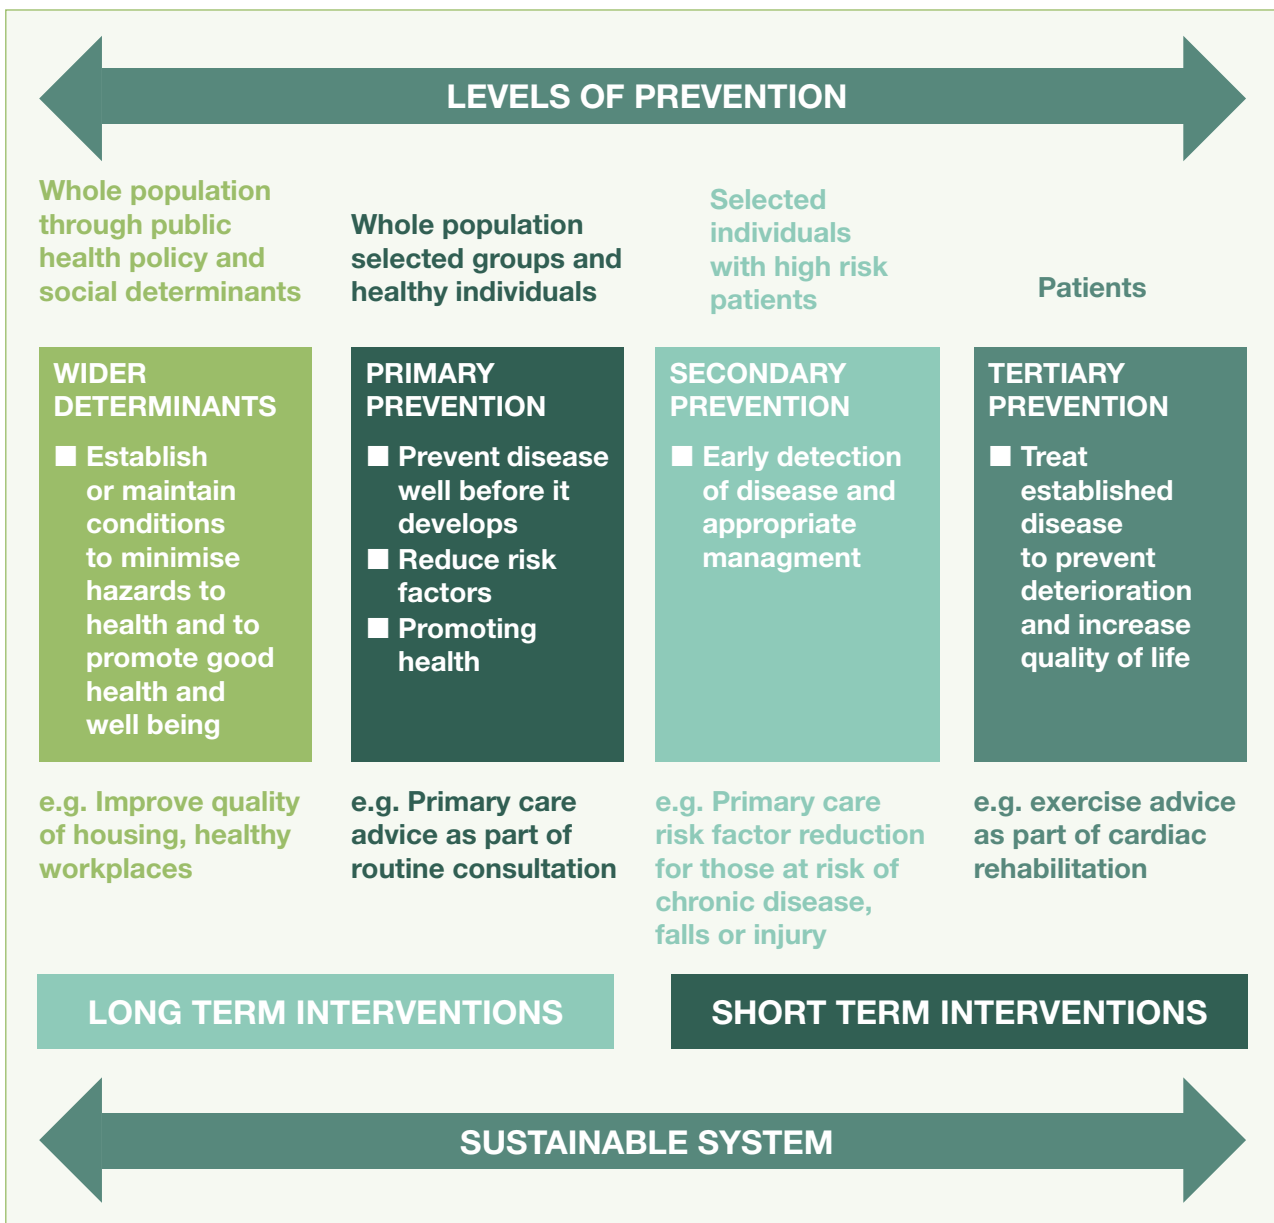 LEVELS OF PREVENTION
Whole population
through public
health policy and
social determinants
Whole population
selected groups and
healthy individuals
Selected
individuals
with high risk
patients
Patients
WIDER
DETERMINANTS
■ Establish
or maintain
conditions
to minimise
hazards to
health and to
promote good
health and
well being
PRIMARY
PREVENTION
■ Prevent disease
well before it
develops
■ Reduce risk
factors
■ Promoting
health
SECONDARY
PREVENTION
■ Early detection
of disease and
appropriate
managment
TERTIARY
PREVENTION
■ Treat
established
disease
to prevent
deterioration
and increase
quality of life
e.g. Improve quality
of housing, healthy
workplaces
e.g. Primary care
advice as part of
routine consultation
e.g. Primary care
risk factor reduction
for those at risk of
chronic disease,
falls or injury
e.g. exercise advice
as part of cardiac
rehabilitation
LONG TERM INTERVENTIONS
SHORT TERM INTERVENTIONS
SUSTAINABLE SYSTEM